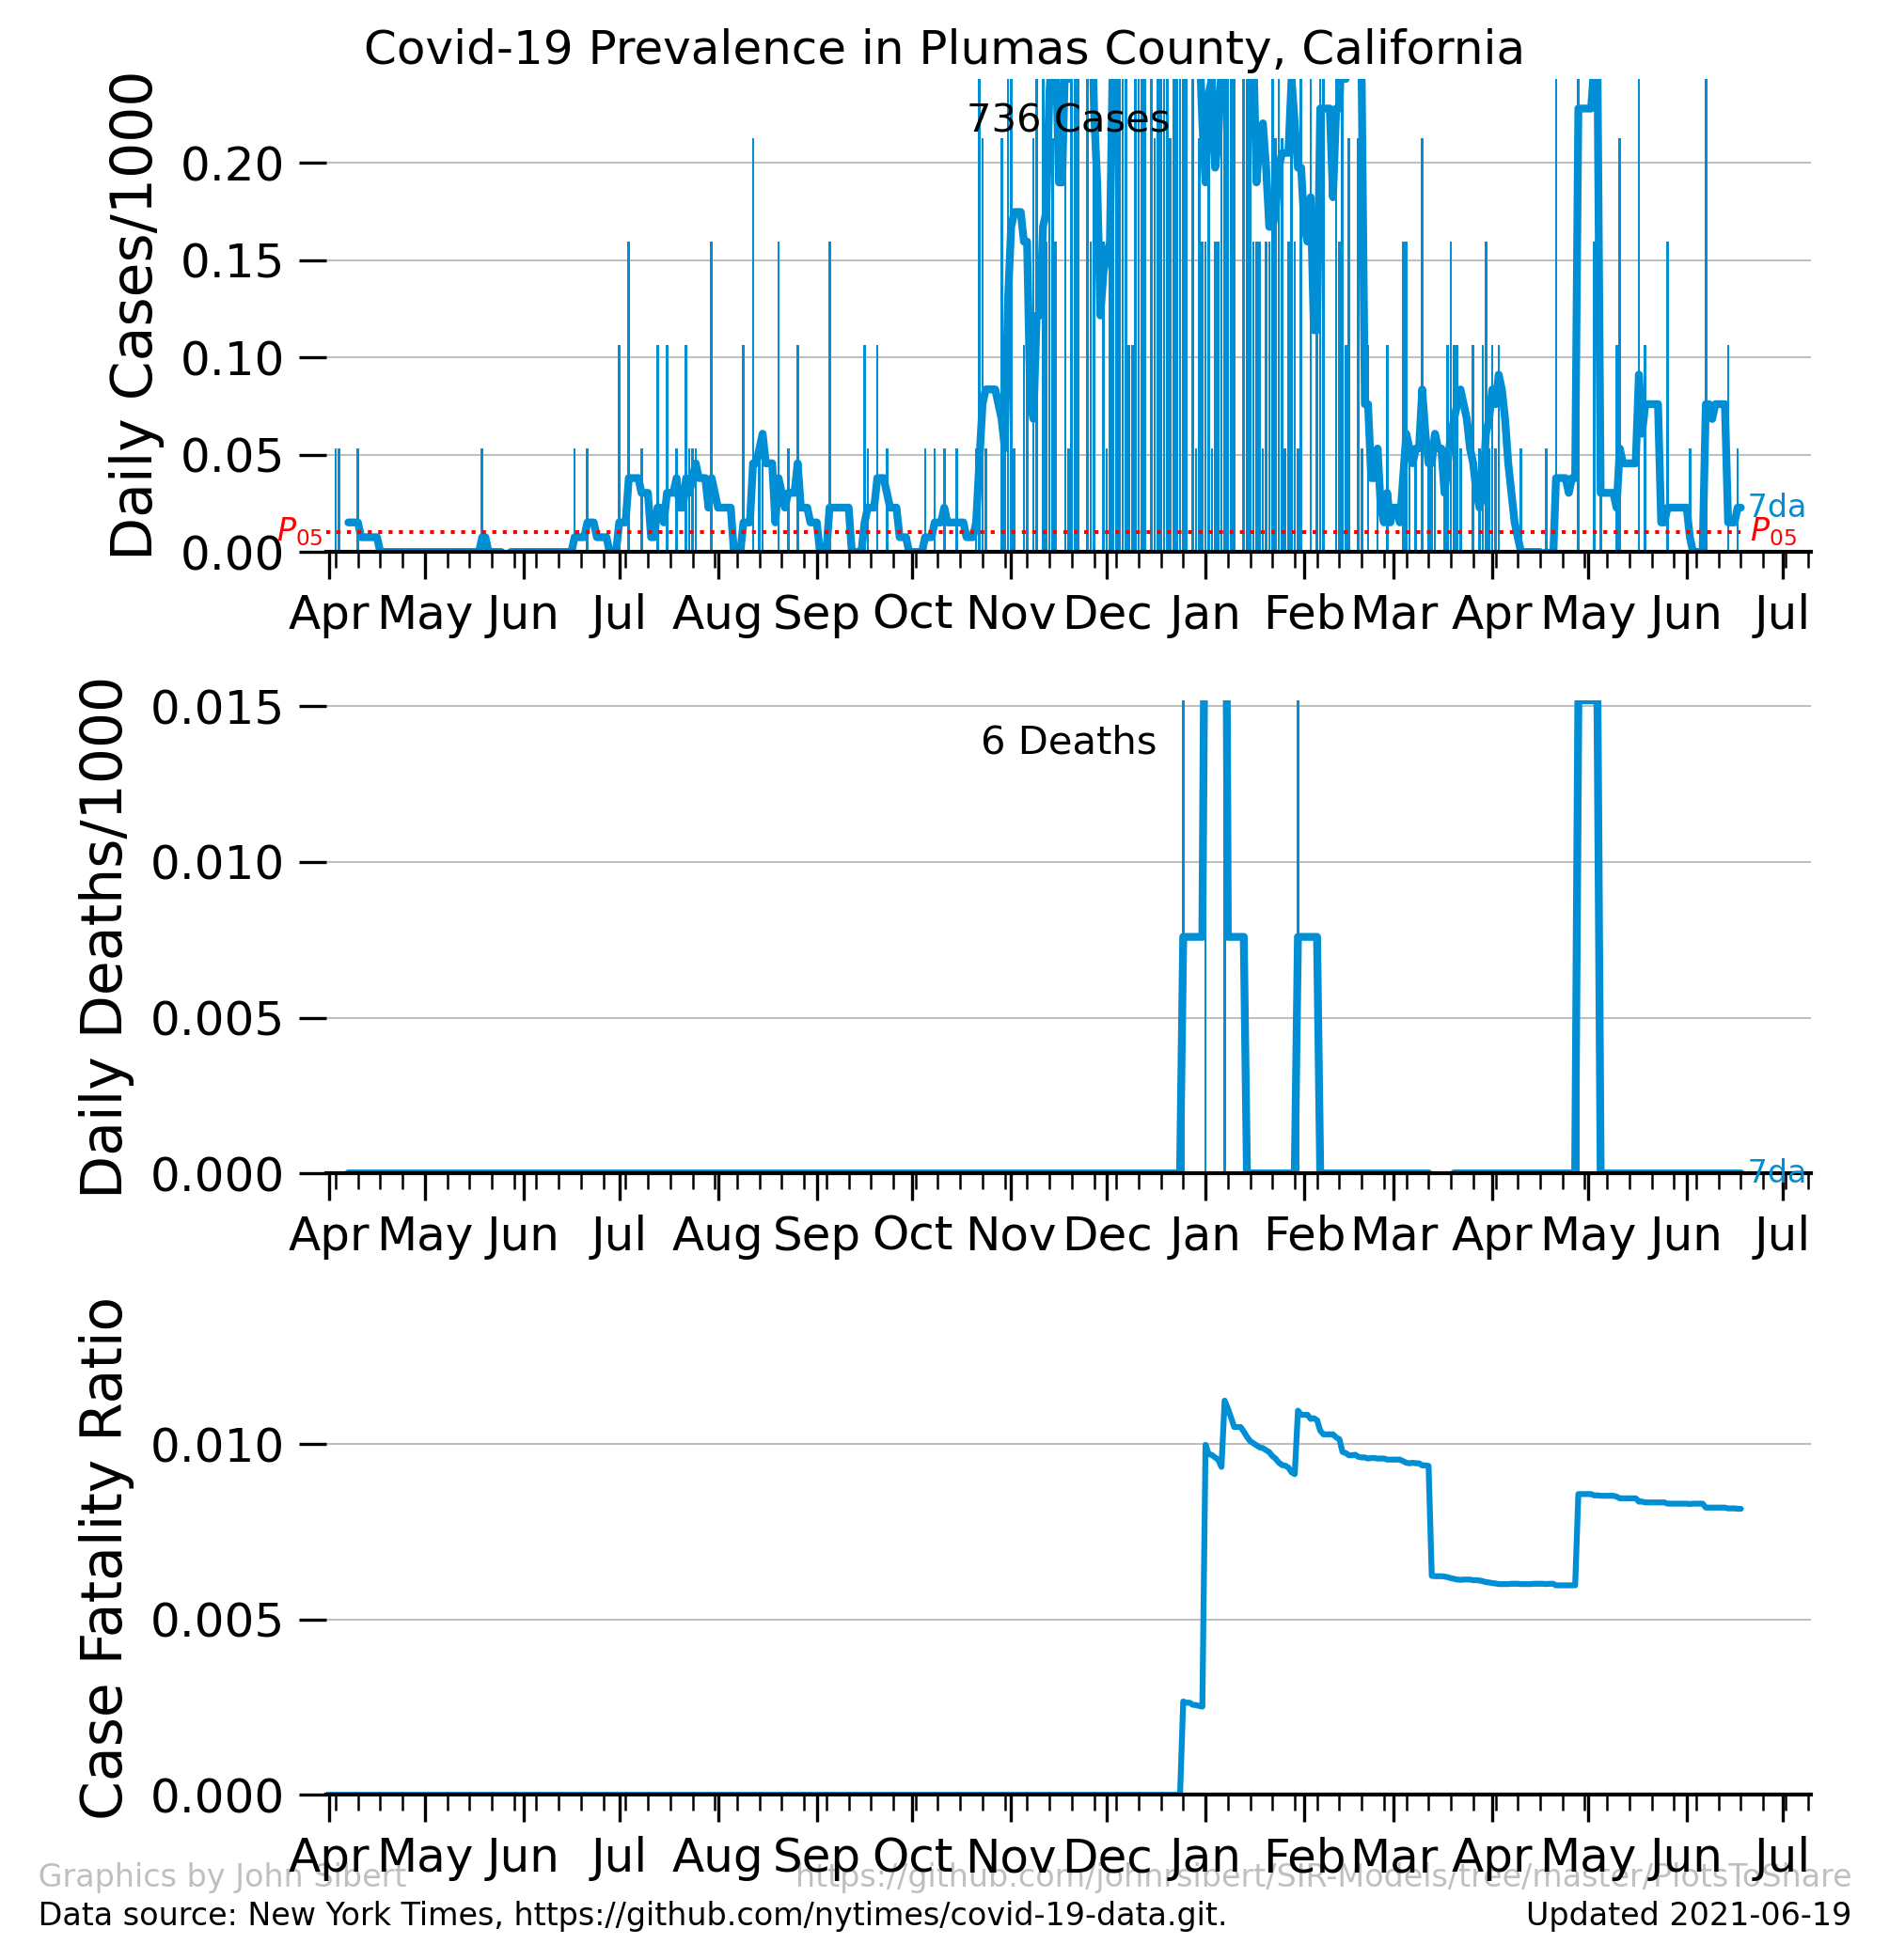 Covid-19 Prevalence in Plumas County, California
Daily Cases/1000
736 Cases
0.20
0.15
0.10
0.05
0.00
P05
7da
P05
Apr May Jun Jul Aug Sep Oct Nov Dec Jan Feb Mar Apr May Jun Jul
Daily Deaths/1000
6 Deaths
0.015
0.010
0.005
0.000
7da
Apr May Jun Jul Aug Sep Oct Nov Dec Jan Feb Mar Apr May Jun Jul
Case Fatality Ratio
0.010
0.005
0.000
Apr May Jun Jul Aug Sep Oct Nov Dec Jan Feb Mar Apr May Jun Jul
Graphics by John Sibert https://github.com/johnrsibert/SIR-Models/tree/master/PlotsToShare
Data source: New York Times, https://github.com/nytimes/covid-19-data.git. Updated 2021-06-19